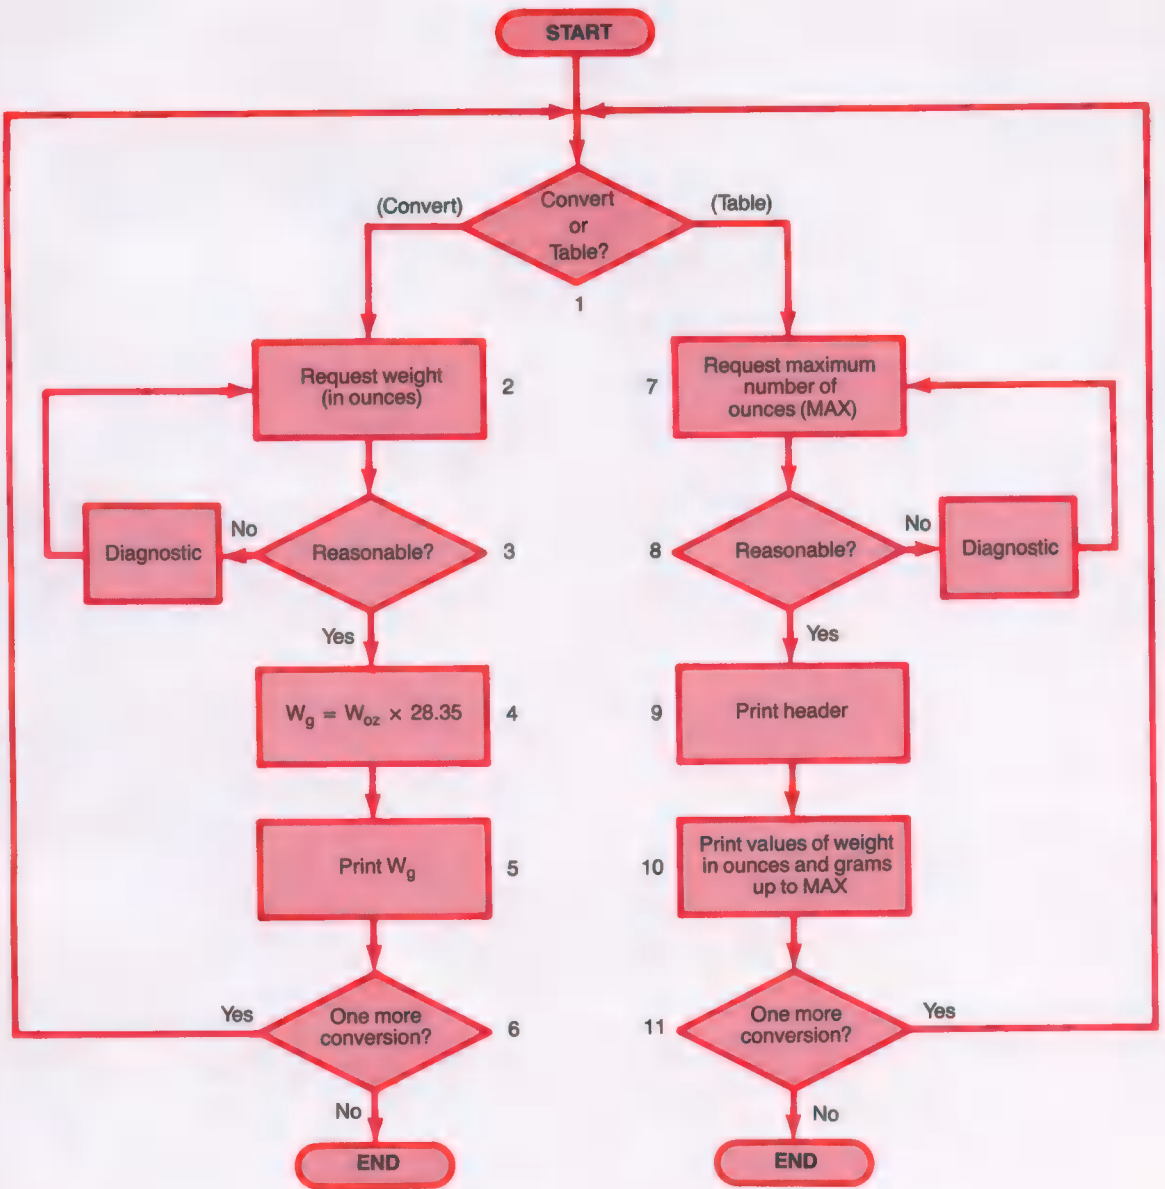 START
Convert
or
Table?
(Convert)
(Table)
1
Request weight
(in ounces)
2
Diagnostic
No
Reasonable?
3
Yes
W_g = W_oz × 28.35
4
Print W_g
5
Yes
One more
conversion?
6
No
END
7
Request maximum
number of
ounces (MAX)
8
Reasonable?
No
Diagnostic
Yes
9
Print header
10
Print values of weight
in ounces and grams
up to MAX
11
One more
conversion?
Yes
No
END